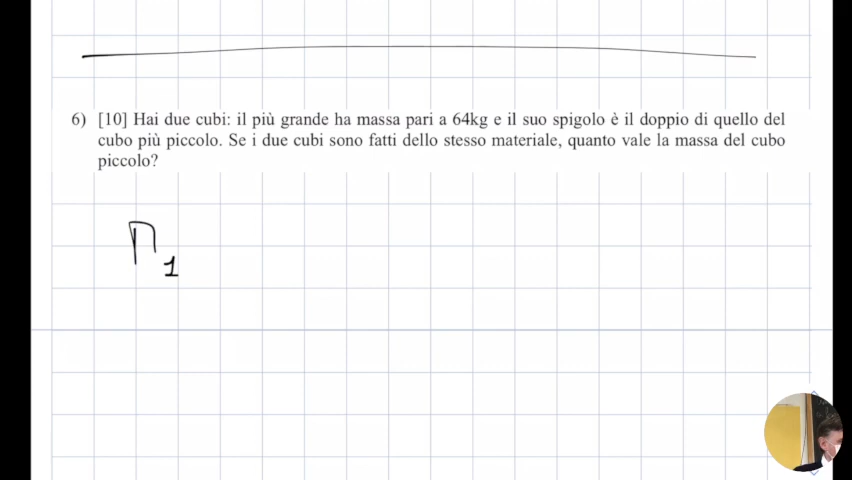 6) [10] Hai due cubi: il più grande ha massa pari a 64kg e il suo spigolo è il doppio di quello del
cubo più piccolo. Se i due cubi sono fatti dello stesso materiale, quanto vale la massa del cubo
piccolo?
M1